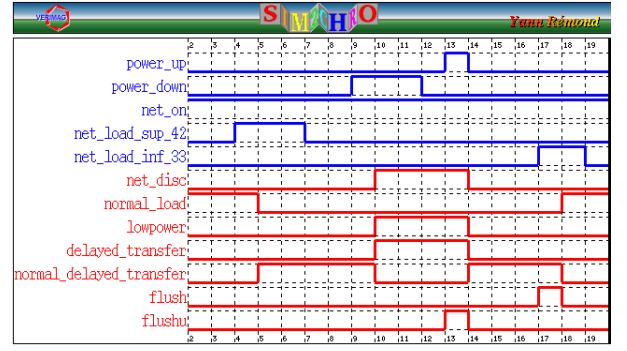 VERIMAG SIM2CHRO Yann Rémond
2 3 4 5 6 7 8 9 10 11 12 13 14 15 16 17 18 19
power_up
power_down
net_on
net_load_sup_42
net_load_inf_33
net_disc
normal_load
lowpower
delayed_transfer
normal_delayed_transfer
flush
flushu
2 3 4 5 6 7 8 9 10 11 12 13 14 15 16 17 18 19